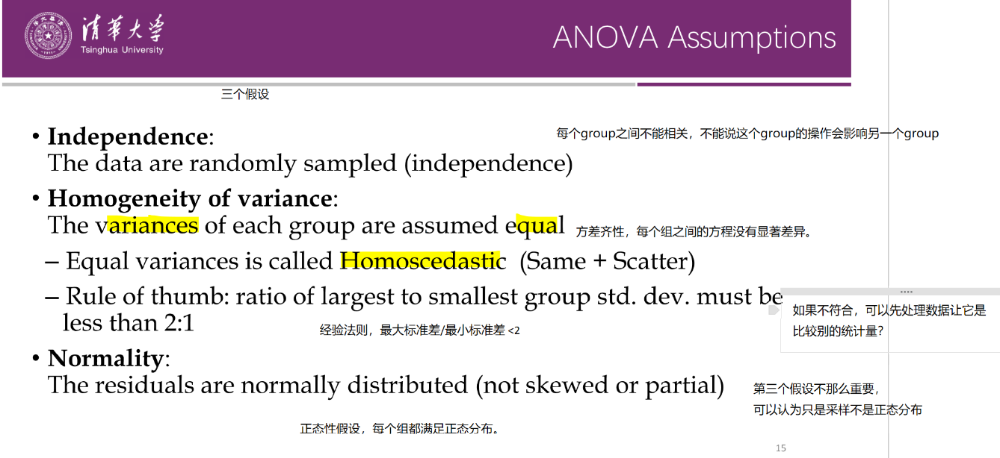 清华大学
Tsinghua University
ANOVA Assumptions
三个假设
• Independence:
每个group之间不能相关，不能说这个group的操作会影响另一个group
The data are randomly sampled (independence)
• Homogeneity of variance:
The variances of each group are assumed equal
方差齐性，每个组之间的方程没有显著差异。
– Equal variances is called Homoscedastic (Same + Scatter)
– Rule of thumb: ratio of largest to smallest group std. dev. must be
less than 2:1
经验法则，最大标准差/最小标准差 <2
如果不符合，可以先处理数据让它是
比较别的统计量？
• Normality:
The residuals are normally distributed (not skewed or partial)
第三个假设不那么重要，
可以认为只是采样不是正态分布
正态性假设，每个组都满足正态分布。
15